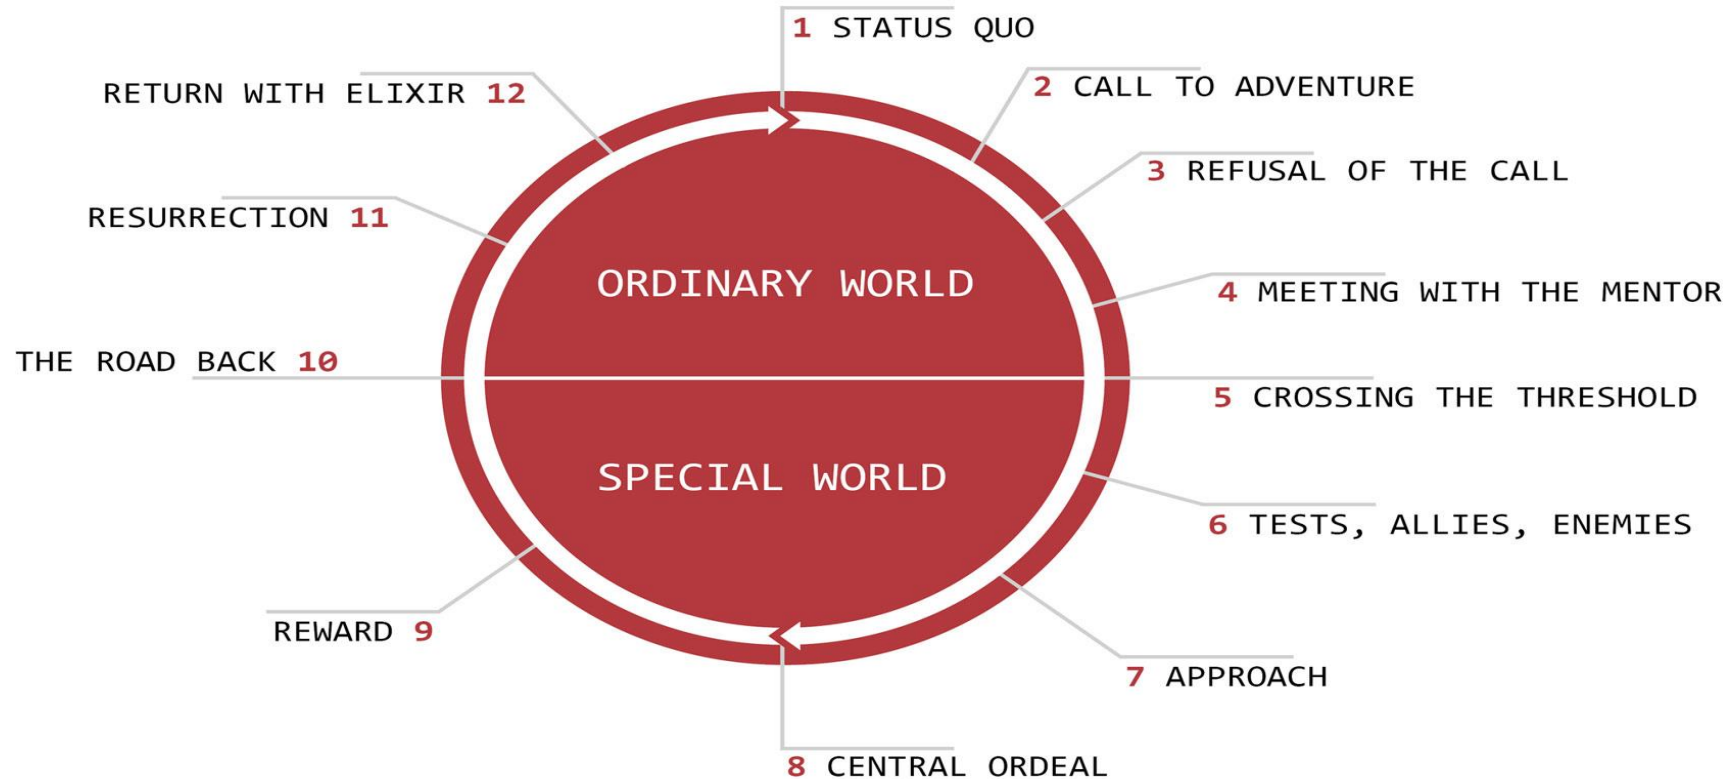 1 STATUS QUO
2 CALL TO ADVENTURE
3 REFUSAL OF THE CALL
4 MEETING WITH THE MENTOR
5 CROSSING THE THRESHOLD
6 TESTS, ALLIES, ENEMIES
7 APPROACH
8 CENTRAL ORDEAL
REWARD 9
THE ROAD BACK 10
RESURRECTION 11
RETURN WITH ELIXIR 12
ORDINARY WORLD
SPECIAL WORLD